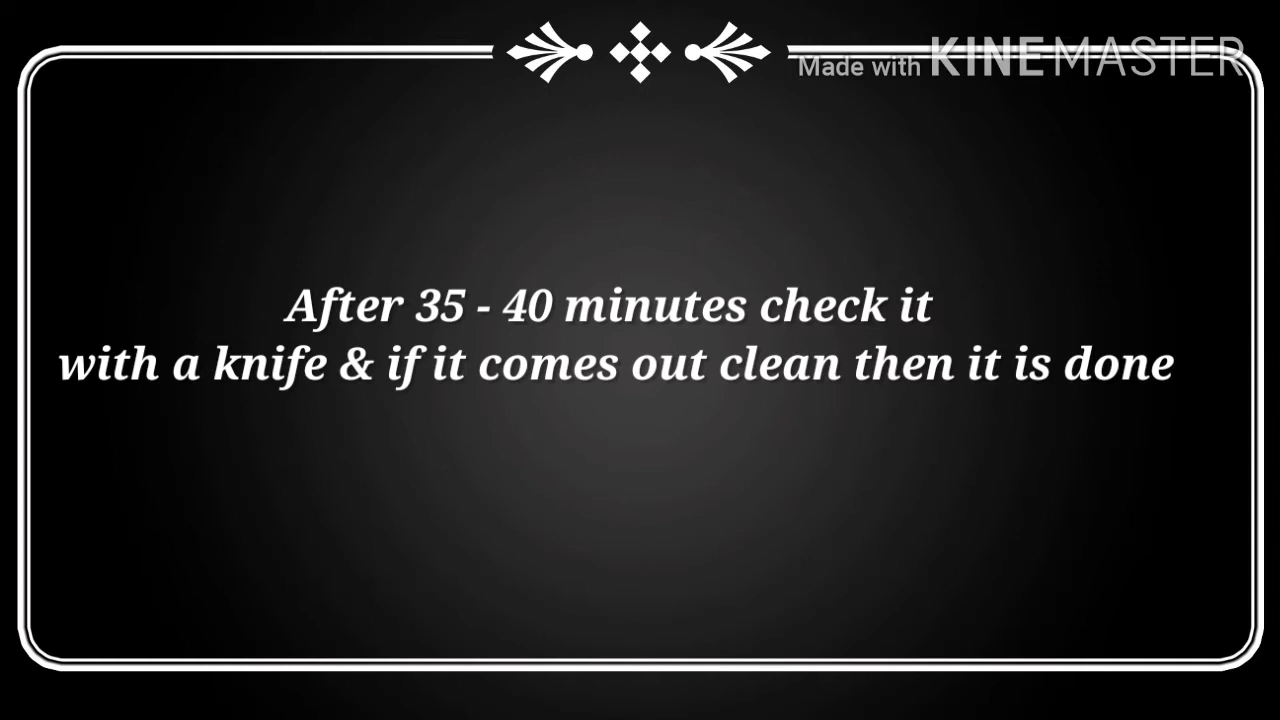 Made with KINEMASTER
After 35 - 40 minutes check it
with a knife & if it comes out clean then it is done